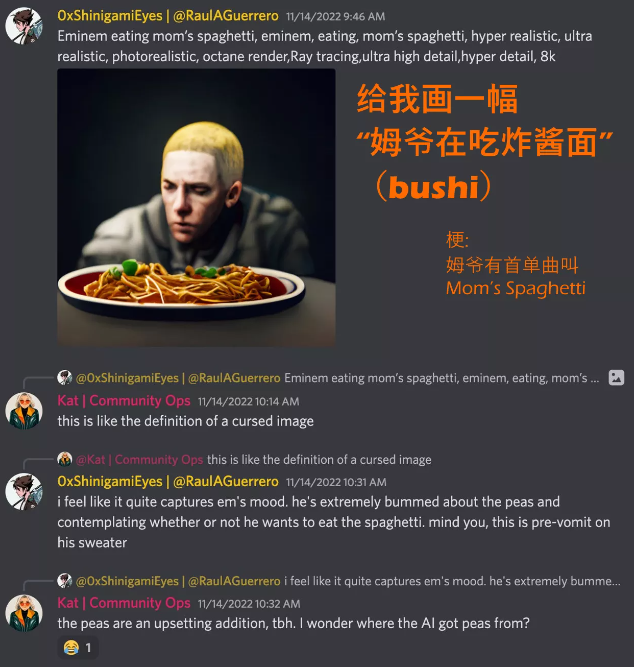 0xShinigamiEyes | @RaulAGuerrero 11/14/2022 9:46 AM
Eminem eating mom's spaghetti, eminem, eating, mom's spaghetti, hyper realistic, ultra
realistic, photorealistic, octane render,Ray tracing,ultra high detail,hyper detail, 8k
给我画一幅
“姆爷在吃炸酱面”
（bushi）
梗:
姆爷有首单曲叫
Mom's Spaghetti
@0xShinigamiEyes | @RaulAGuerrero Eminem eating mom's spaghetti, eminem, eating, mom's ...
Kat | Community Ops 11/14/2022 10:14 AM
this is like the definition of a cursed image
@Kat | Community Ops this is like the definition of a cursed image
0xShinigamiEyes | @RaulAGuerrero 11/14/2022 10:31 AM
i feel like it quite captures em's mood. he's extremely bummed about the peas and
contemplating whether or not he wants to eat the spaghetti. mind you, this is pre-vomit on
his sweater
@0xShinigamiEyes | @RaulAGuerrero i feel like it quite captures em's mood. he's extremely bumme...
Kat | Community Ops 11/14/2022 10:32 AM
the peas are an upsetting addition, tbh. I wonder where the AI got peas from?
😂 1